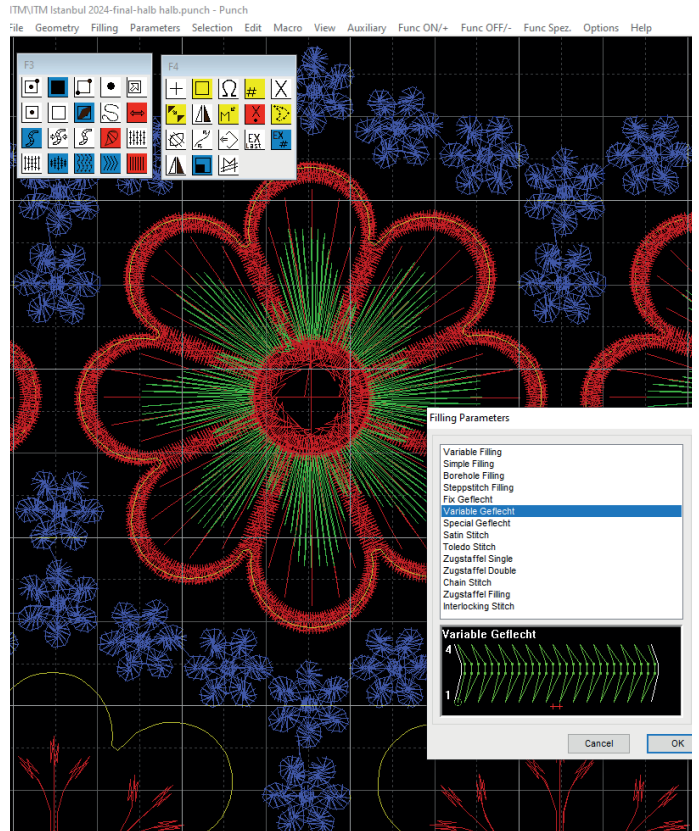 ITM\ITM Istanbul 2024-final-halb halb.punch - Punch
File Geometry Filling Parameters Selection Edit Macro View Auxiliary Func ON/+ Func OFF/- Func Spez. Options Help
F3
F4
Ω # X
M X
EX Last EX #
Filling Parameters
Variable Filling
Simple Filling
Borehole Filling
Steppstitch Filling
Fix Geflecht
Variable Geflecht
Special Geflecht
Satin Stitch
Toledo Stitch
Zugstaffel Single
Zugstaffel Double
Chain Stitch
Zugstaffel Filling
Interlocking Stitch
Variable Geflecht
4
1
Cancel OK